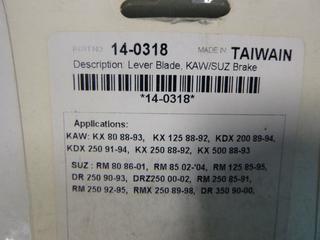 PART NO. 14-0318 MADE IN: TAIWAN
Description: Lever Blade, KAW/SUZ Brake
*14-0318*
Applications:
KAW: KX 80 88-93, KX 125 88-92, KDX 200 89-94,
KDX 250 91-94, KX 250 88-92, KX 500 88-93
SUZ : RM 80 86-01, RM 85 02-'04, RM 125 85-95,
DR 250 90-93, DRZ250 00-02, RM 250 85-91,
RM 250 92-95, RMX 250 89-98, DR 350 90-00,